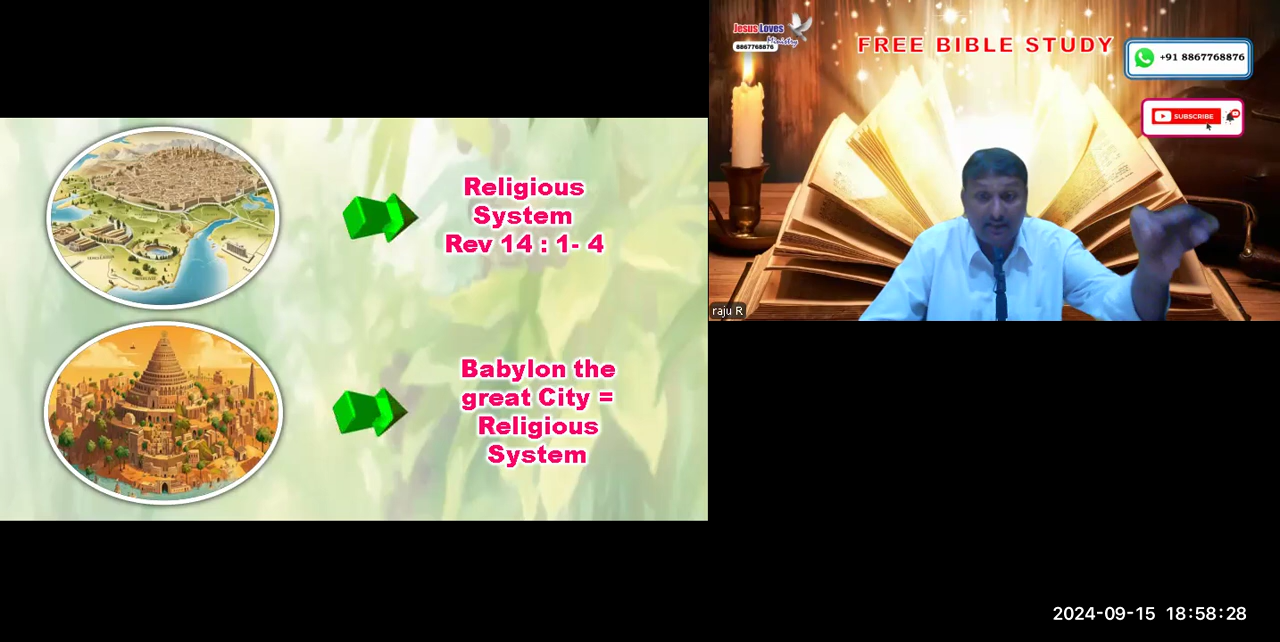 Religious
System
Rev 14 : 1- 4
Babylon the
great City =
Religious
System
Jesus Loves
Ministry
8867768876
FREE BIBLE STUDY
+91 8867768876
SUBSCRIBE
raju R
2024-09-15 18:58:28